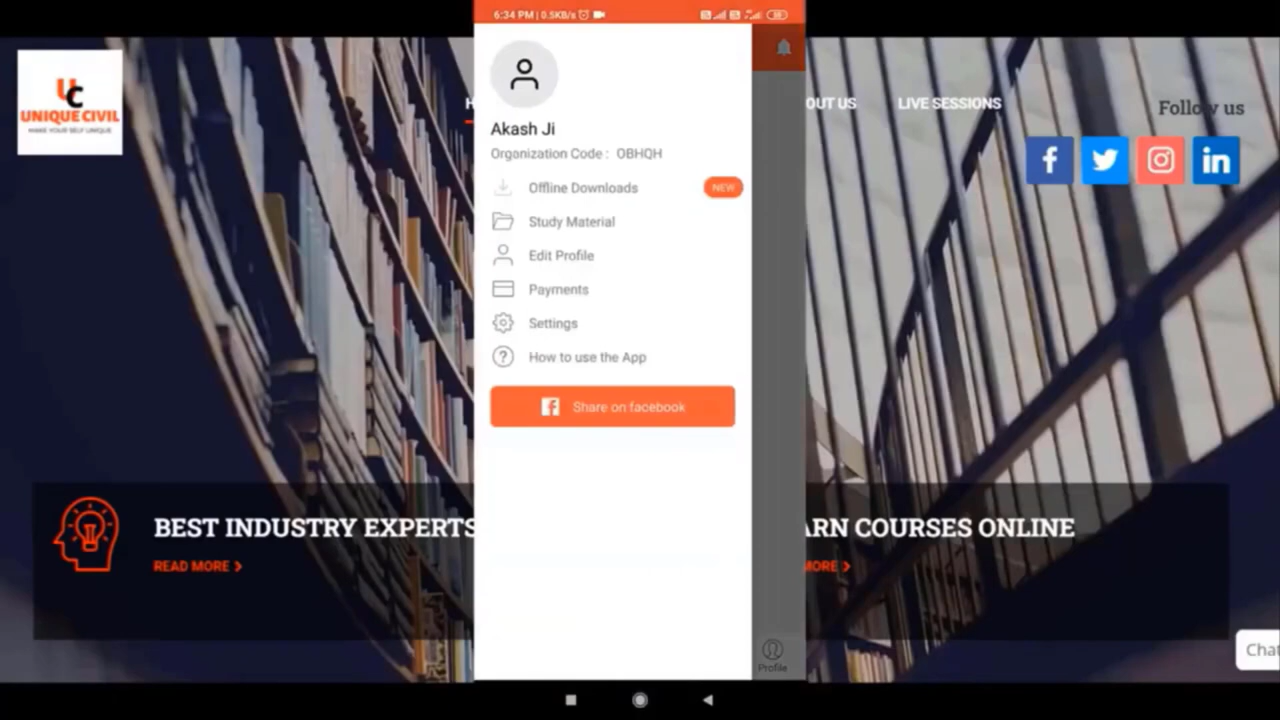 6:34 PM | 0.5KB/s
UC
UNIQUE CIVIL
MAKE YOUR SELF UNIQUE
H
OUT US
LIVE SESSIONS
Follow us
Akash Ji
Organization Code : OBHQH
Offline Downloads
NEW
Study Material
Edit Profile
Payments
Settings
How to use the App
Share on facebook
BEST INDUSTRY EXPERTS
READ MORE >
ARN COURSES ONLINE
MORE >
Chat
Profile